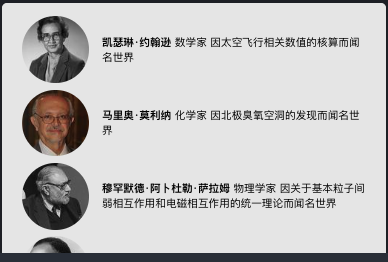 凯瑟琳·约翰逊 数学家 因太空飞行相关数值的核算而闻
名世界
马里奥·莫利纳 化学家 因北极臭氧空洞的发现而闻名世
界
穆罕默德·阿卜杜勒·萨拉姆 物理学家 因关于基本粒子间
弱相互作用和电磁相互作用的统一理论而闻名世界